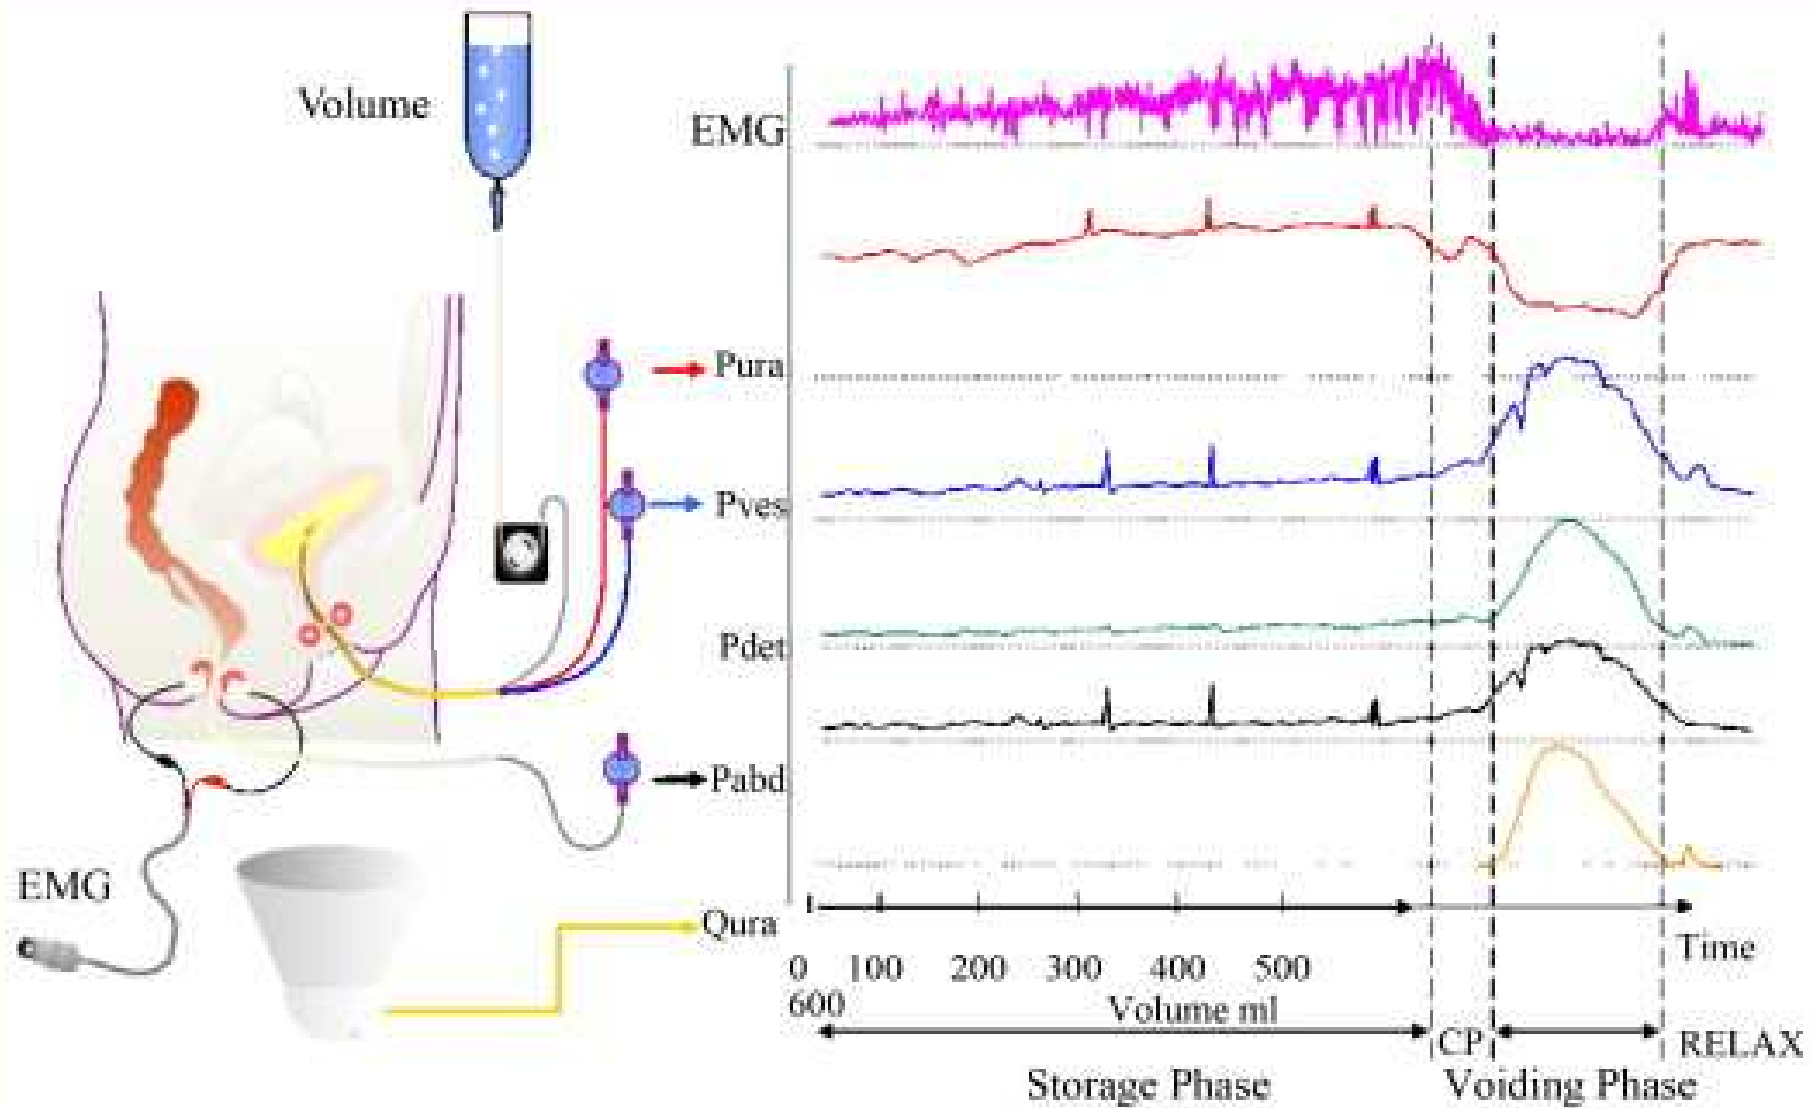 Volume
EMG
Pura
Pves
Pdet
Pabd
EMG
Qura
Time
0 100 200 300 400 500
600
Volume ml
CP
RELAX
Storage Phase
Voiding Phase